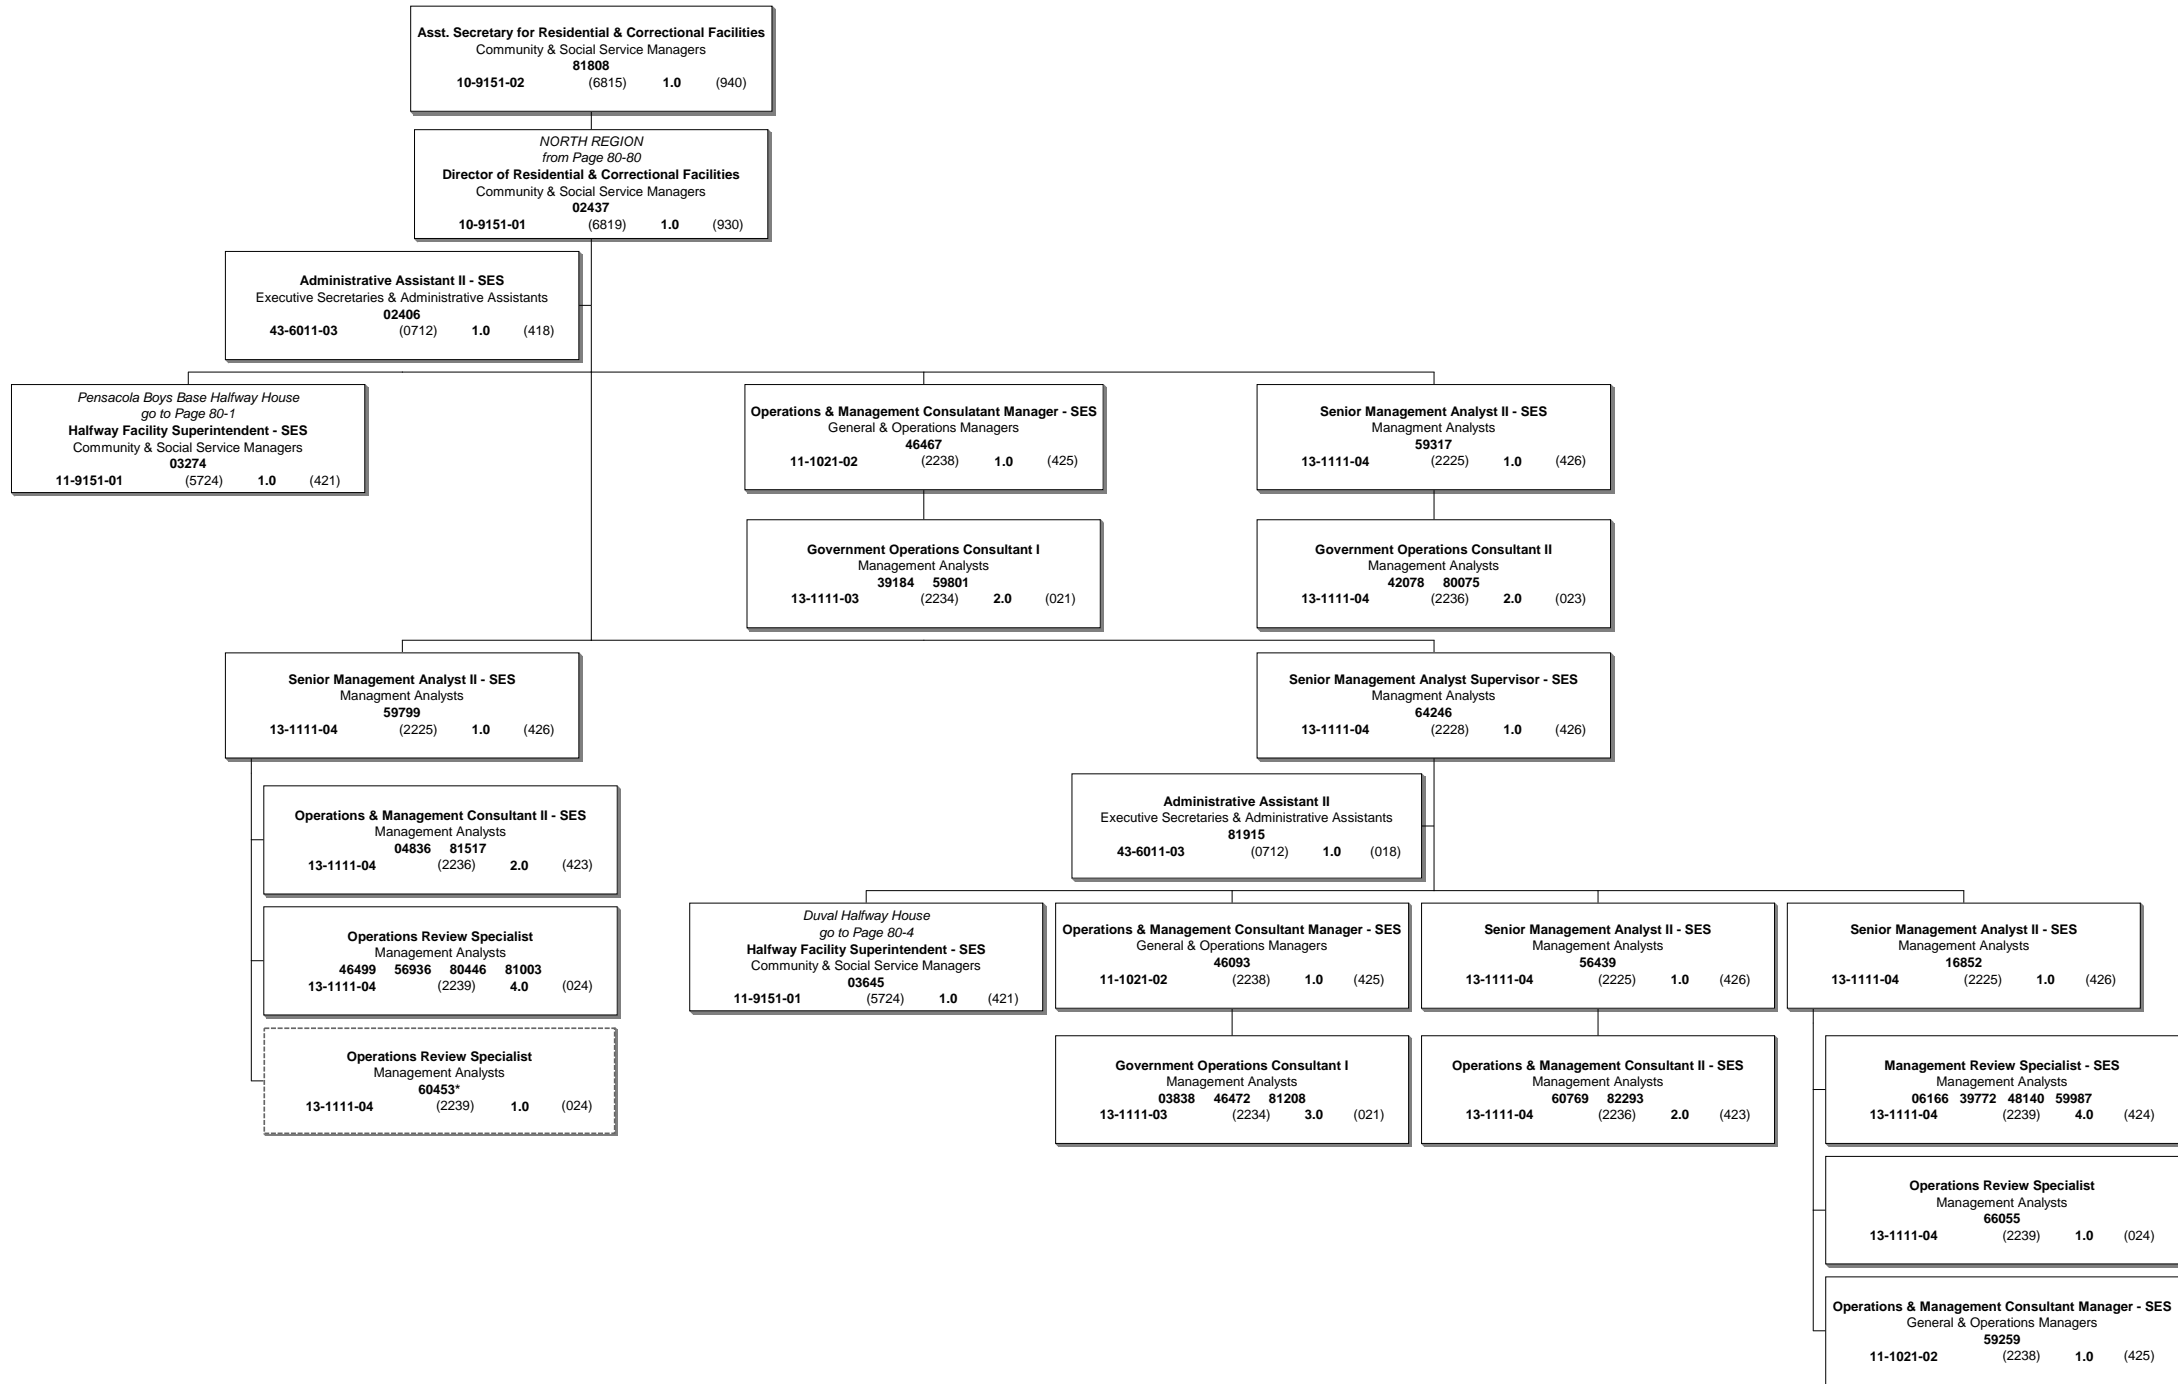 Asst. Secretary for Residential & Correctional Facilities
Community & Social Service Managers
81808
10-9151-02 (6815) 1.0 (940)
NORTH REGION
from Page 80-80
Director of Residential & Correctional Facilities
Community & Social Service Managers
02437
10-9151-01 (6819) 1.0 (930)
Administrative Assistant II - SES
Executive Secretaries & Administrative Assistants
02406
43-6011-03 (0712) 1.0 (418)
Pensacola Boys Base Halfway House
go to Page 80-1
Halfway Facility Superintendent - SES
Community & Social Service Managers
03274
11-9151-01 (5724) 1.0 (421)
Operations & Management Consulatant Manager - SES
General & Operations Managers
46467
11-1021-02 (2238) 1.0 (425)
Senior Management Analyst II - SES
Managment Analysts
59317
13-1111-04 (2225) 1.0 (426)
Government Operations Consultant I
Management Analysts
39184 59801
13-1111-03 (2234) 2.0 (021)
Government Operations Consultant II
Management Analysts
42078 80075
13-1111-04 (2236) 2.0 (023)
Senior Management Analyst II - SES
Managment Analysts
59799
13-1111-04 (2225) 1.0 (426)
Senior Management Analyst Supervisor - SES
Managment Analysts
64246
13-1111-04 (2228) 1.0 (426)
Operations & Management Consultant II - SES
Management Analysts
04836 81517
13-1111-04 (2236) 2.0 (423)
Operations Review Specialist
Management Analysts
46499 56936 80446 81003
13-1111-04 (2239) 4.0 (024)
Operations Review Specialist
Management Analysts
60453*
13-1111-04 (2239) 1.0 (024)
Administrative Assistant II
Executive Secretaries & Administrative Assistants
81915
43-6011-03 (0712) 1.0 (018)
Duval Halfway House
go to Page 80-4
Halfway Facility Superintendent - SES
Community & Social Service Managers
03645
11-9151-01 (5724) 1.0 (421)
Operations & Management Consultant Manager - SES
General & Operations Managers
46093
11-1021-02 (2238) 1.0 (425)
Senior Management Analyst II - SES
Management Analysts
56439
13-1111-04 (2225) 1.0 (426)
Senior Management Analyst II - SES
Management Analysts
16852
13-1111-04 (2225) 1.0 (426)
Government Operations Consultant I
Management Analysts
03838 46472 81208
13-1111-03 (2234) 3.0 (021)
Operations & Management Consultant II - SES
Management Analysts
60769 82293
13-1111-04 (2236) 2.0 (423)
Management Review Specialist - SES
Management Analysts
06166 39772 48140 59987
13-1111-04 (2239) 4.0 (424)
Operations Review Specialist
Management Analysts
66055
13-1111-04 (2239) 1.0 (024)
Operations & Management Consultant Manager - SES
General & Operations Managers
59259
11-1021-02 (2238) 1.0 (425)